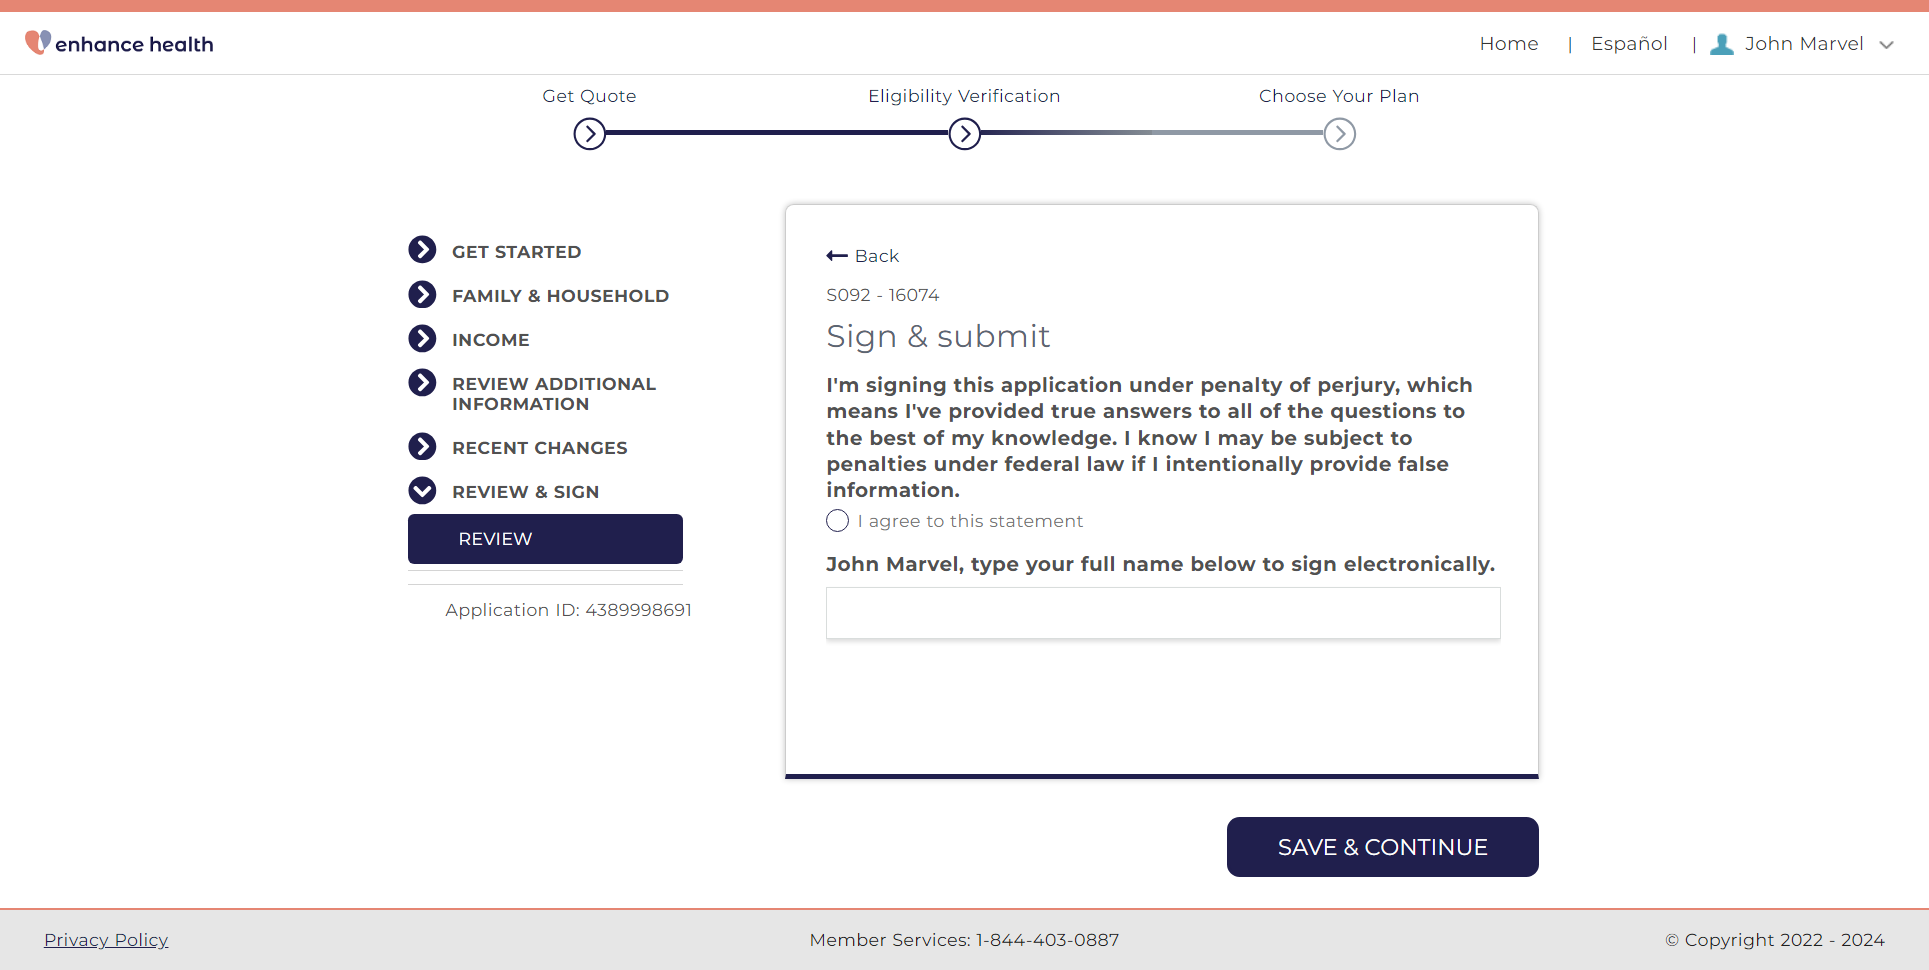 enhance health
Home | Español | John Marvel
Get Quote
Eligibility Verification
Choose Your Plan
GET STARTED
FAMILY & HOUSEHOLD
INCOME
REVIEW ADDITIONAL
INFORMATION
RECENT CHANGES
REVIEW & SIGN
REVIEW
Application ID: 4389998691
Back
S092 - 16074
Sign & submit
I'm signing this application under penalty of perjury, which
means I've provided true answers to all of the questions to
the best of my knowledge. I know I may be subject to
penalties under federal law if I intentionally provide false
information.
I agree to this statement
John Marvel, type your full name below to sign electronically.
SAVE & CONTINUE
Privacy Policy
Member Services: 1-844-403-0887
© Copyright 2022 - 2024